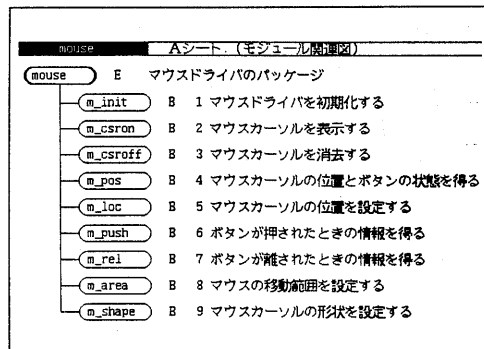 mouse Aシート.(モジュール関連図)
mouse E マウスドライバのパッケージ
m_init B 1 マウスドライバを初期化する
m_csron B 2 マウスカーソルを表示する
m_csroff B 3 マウスカーソルを消去する
m_pos B 4 マウスカーソルの位置とボタンの状態を得る
m_loc B 5 マウスカーソルの位置を設定する
m_push B 6 ボタンが押されたときの情報を得る
m_rel B 7 ボタンが離されたときの情報を得る
m_area B 8 マウスの移動範囲を設定する
m_shape B 9 マウスカーソルの形状を設定する